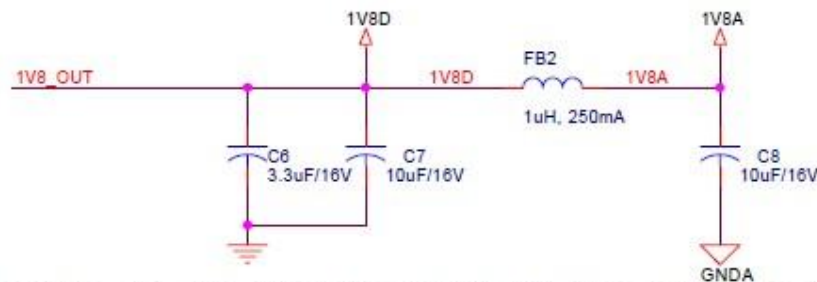 1V8D
1V8A
FB2
1V8_OUT
1V8D
1V8A
1uH, 250mA
C6
3.3uF/16V
C7
10uF/16V
C8
10uF/16V
GNDA